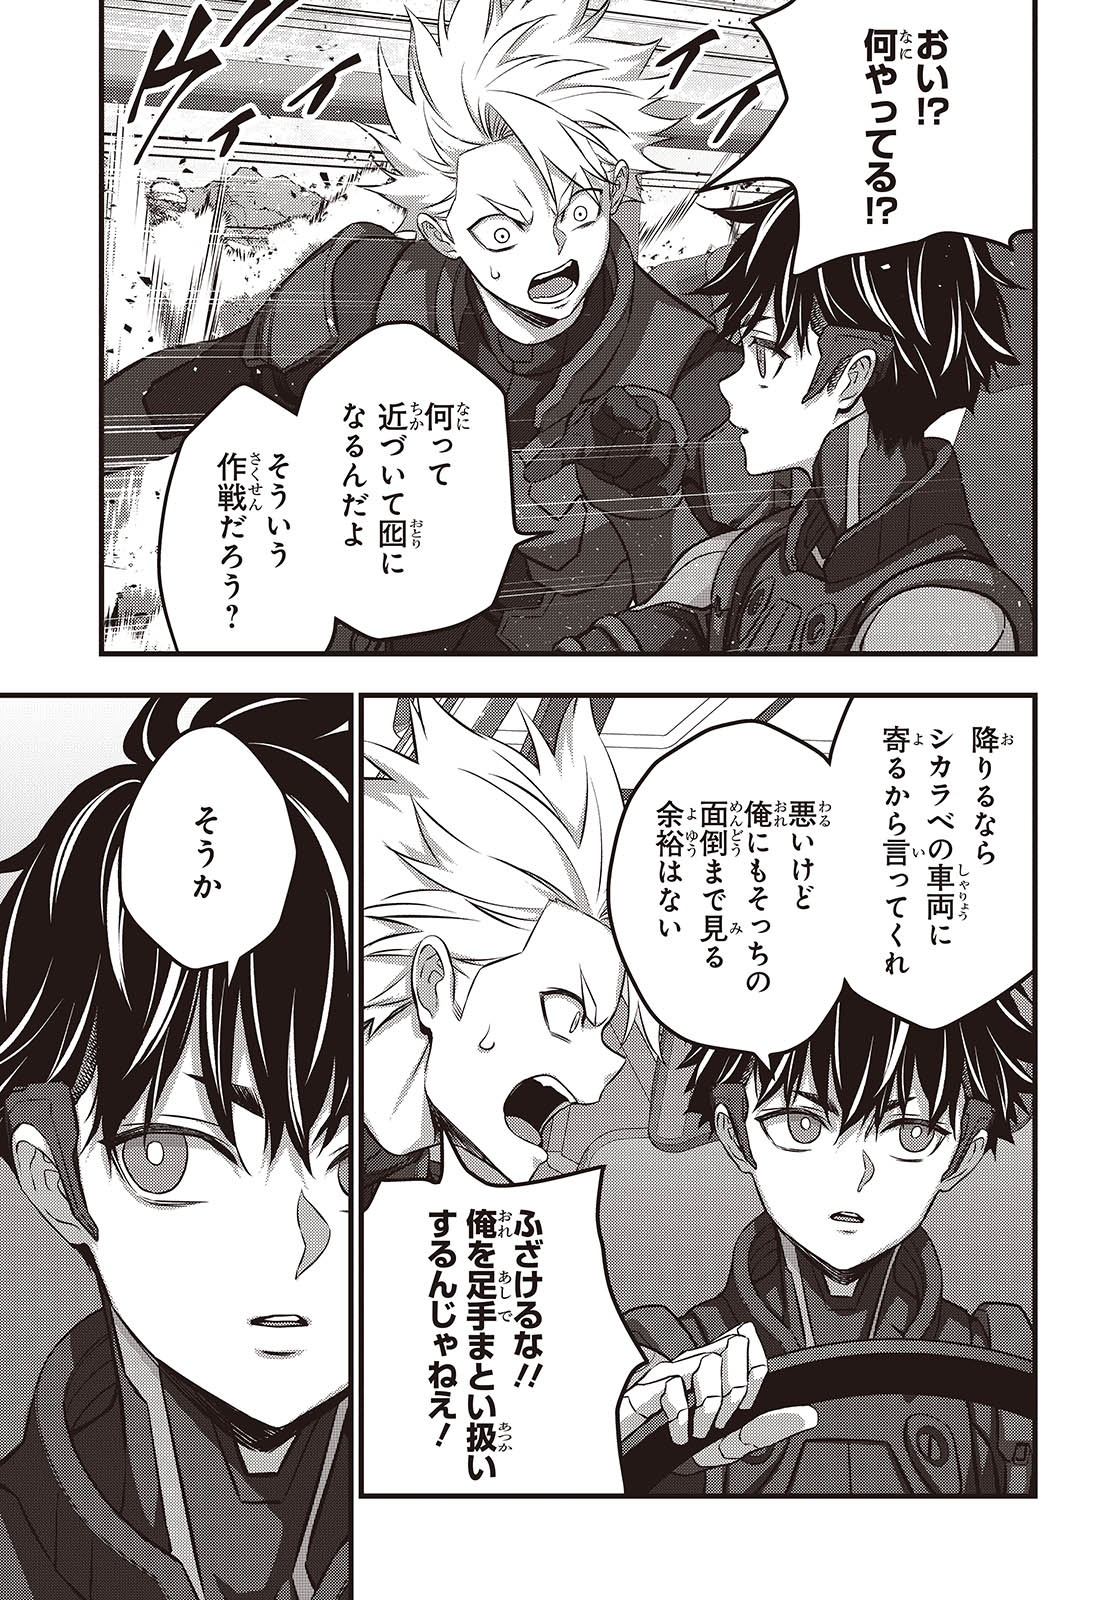 おい!?
何やってる!?
ドドドド
イイイ
何って
近づいて囮に
なるんだよ
そういう
作戦だろう？
降りるなら
シカラベの車両に
寄るから言ってくれ
悪いけど
俺にもそっちの
面倒まで見る
余裕はない
ふざけるな!!
俺を足手まとい扱い
するんじゃねえ！
そうか